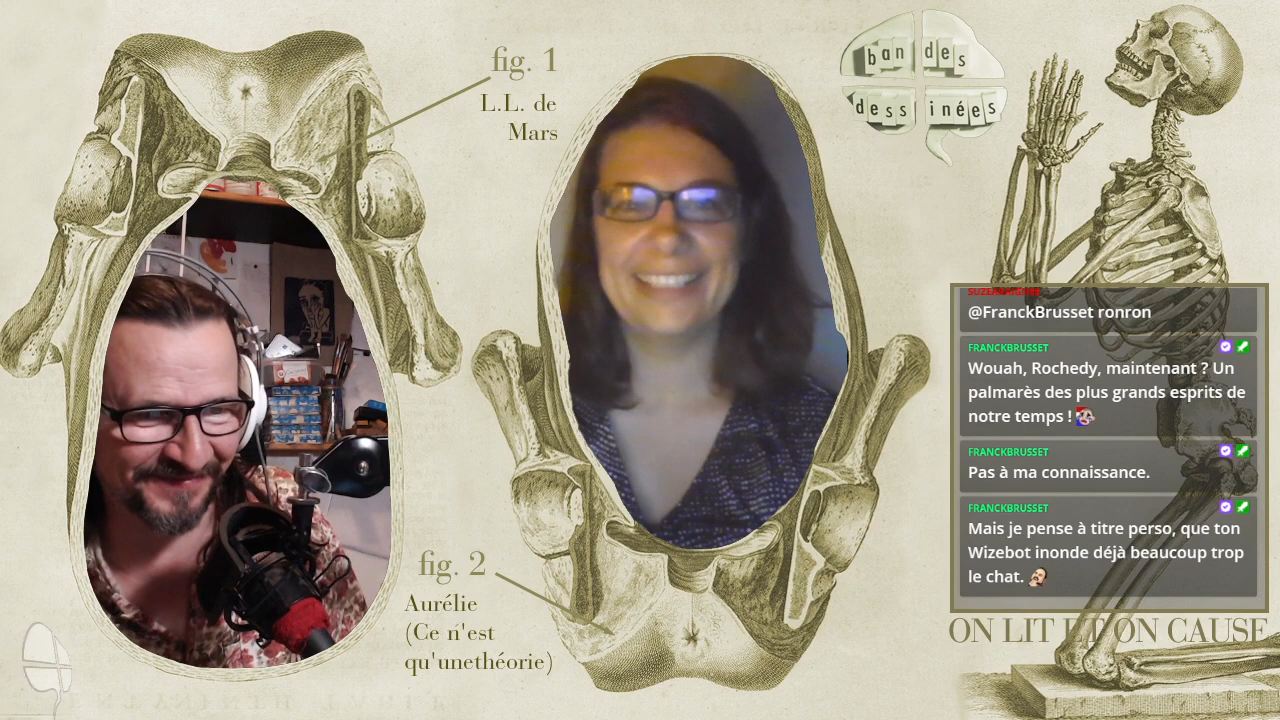 fig. 1
L.L. de
Mars
ban des
dess inées
@FranckBrusset ronron
FRANCKBRUSSET
Wouah, Rochedy, maintenant ? Un
palmarès des plus grands esprits de
notre temps !
FRANCKBRUSSET
Pas à ma connaissance.
FRANCKBRUSSET
Mais je pense à titre perso, que ton
Wizebot inonde déjà beaucoup trop
le chat.
fig. 2
Aurélie
(Ce n'est
qu'unethéorie)
ON LIT ET ON CAUSE